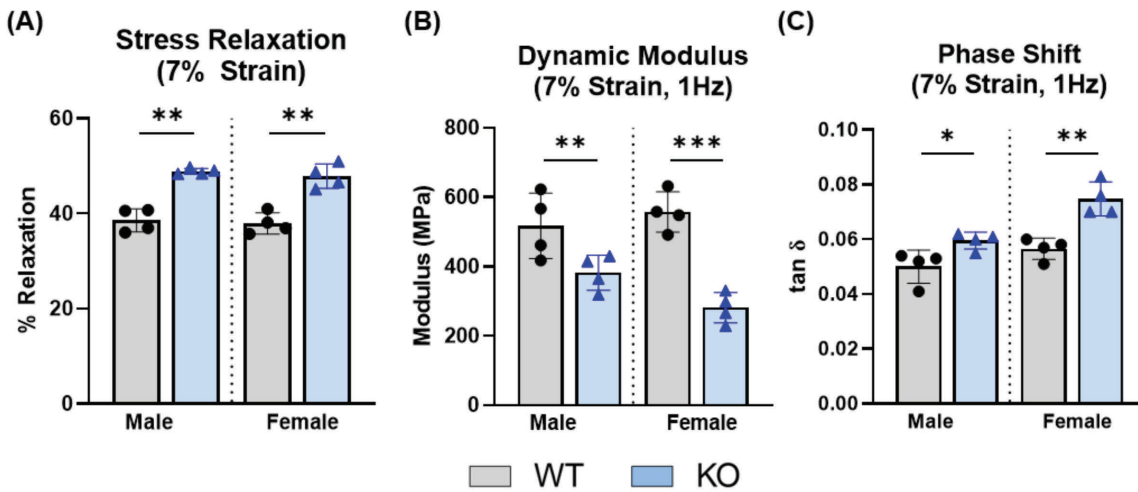 (A)
Stress Relaxation
(7% Strain)
% Relaxation
60
40
20
0
**
**
Male
Female
(B)
Dynamic Modulus
(7% Strain, 1Hz)
Modulus (MPa)
800
600
400
200
0
**
***
Male
Female
(C)
Phase Shift
(7% Strain, 1Hz)
tan δ
0.10
0.08
0.06
0.04
0.02
0.00
*
**
Male
Female
WT
KO